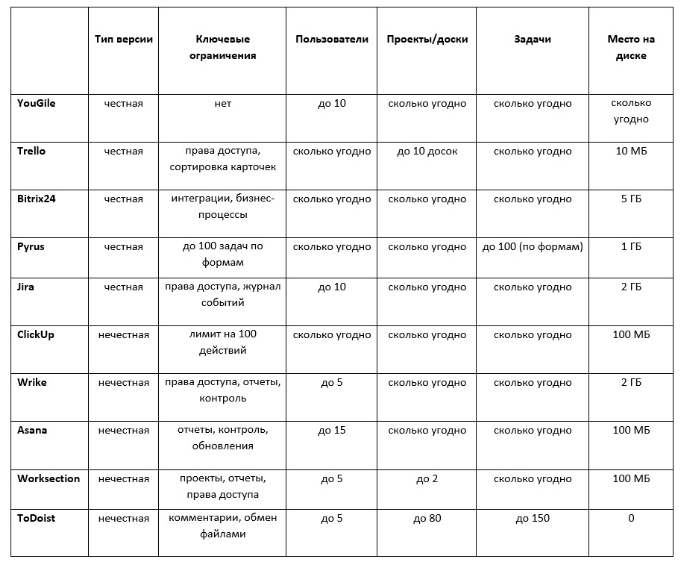 Тип версии Ключевые ограничения Пользователи Проекты/доски Задачи Место на диске
YouGile честная нет до 10 сколько угодно сколько угодно сколько угодно
Trello честная права доступа, сортировка карточек сколько угодно до 10 досок сколько угодно 10 МБ
Bitrix24 честная интеграции, бизнес-процессы сколько угодно сколько угодно сколько угодно 5 ГБ
Pyrus честная до 100 задач по формам сколько угодно сколько угодно до 100 (по формам) 1 ГБ
Jira честная права доступа, журнал событий до 10 сколько угодно сколько угодно 2 ГБ
ClickUp нечестная лимит на 100 действий сколько угодно сколько угодно сколько угодно 100 МБ
Wrike нечестная права доступа, отчеты, контроль до 5 сколько угодно сколько угодно 2 ГБ
Asana нечестная отчеты, контроль, обновления до 15 сколько угодно сколько угодно 100 МБ
Worksection нечестная проекты, отчеты, права доступа до 5 до 2 сколько угодно 100 МБ
ToDoist нечестная комментарии, обмен файлами до 5 до 80 до 150 0